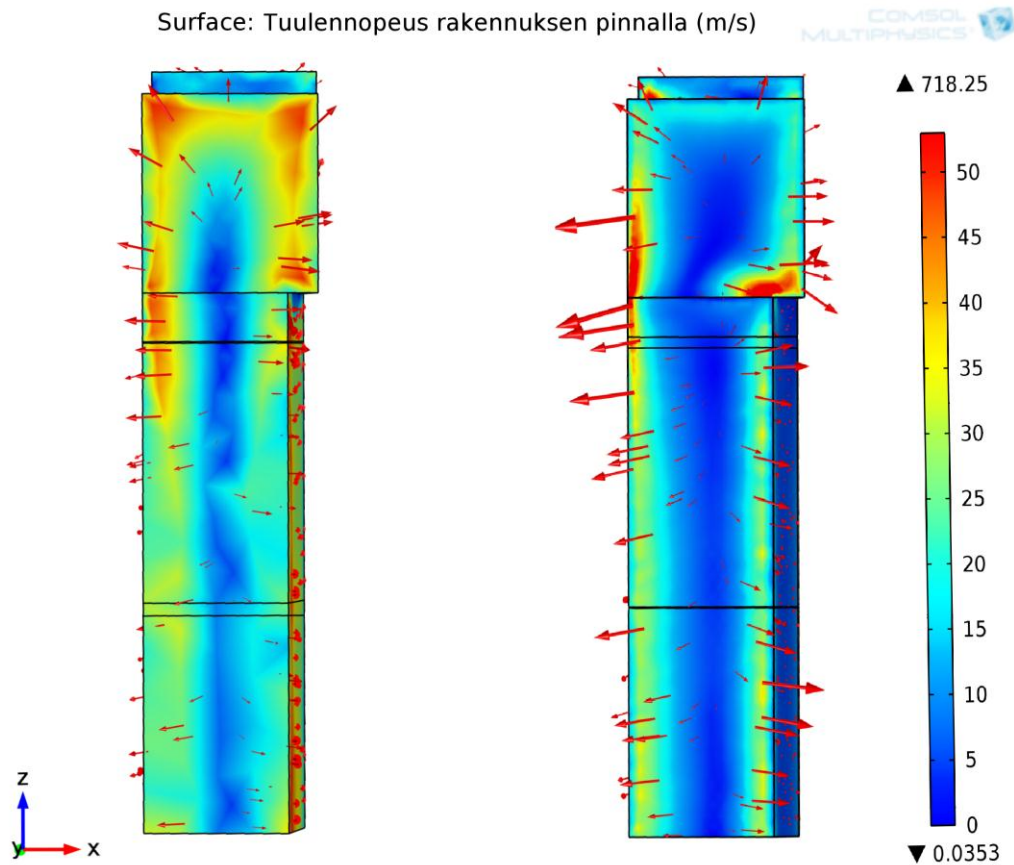 Surface: Tuulennopeus rakennuksen pinnalla (m/s)
COMSOL
MULTIPHYSICS®
▲ 718.25
50
45
40
35
30
25
20
15
10
5
0
▼ 0.0353
z
y
x